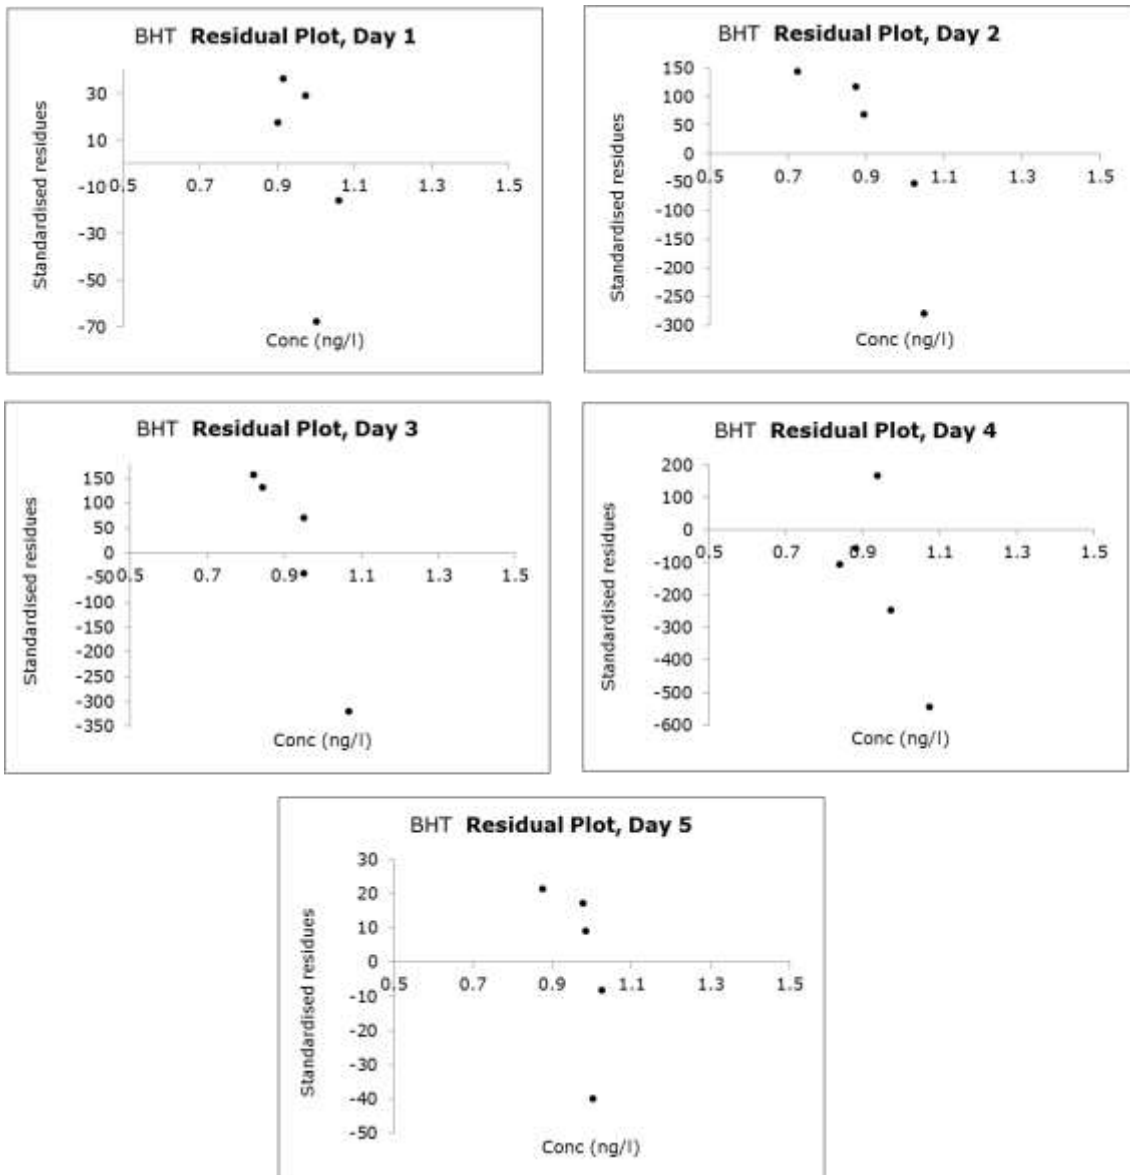 BHT Residual Plot, Day 1
Standardised residues
30
10
-10
-30
-50
-70
0.5 0.7 0.9 1.1 1.3 1.5
Conc (ng/l)
BHT Residual Plot, Day 2
Standardised residues
150
100
50
0
-50
-100
-150
-200
-250
-300
0.5 0.7 0.9 1.1 1.3 1.5
Conc (ng/l)
BHT Residual Plot, Day 3
Standardised residues
150
100
50
0
-50
-100
-150
-200
-250
-300
-350
0.5 0.7 0.9 1.1 1.3 1.5
Conc (ng/l)
BHT Residual Plot, Day 4
Standardised residues
200
100
0
-100
-200
-300
-400
-500
-600
0.5 0.7 0.9 1.1 1.3 1.5
Conc (ng/l)
BHT Residual Plot, Day 5
Standardised residues
30
20
10
0
-10
-20
-30
-40
-50
0.5 0.7 0.9 1.1 1.3 1.5
Conc (ng/l)